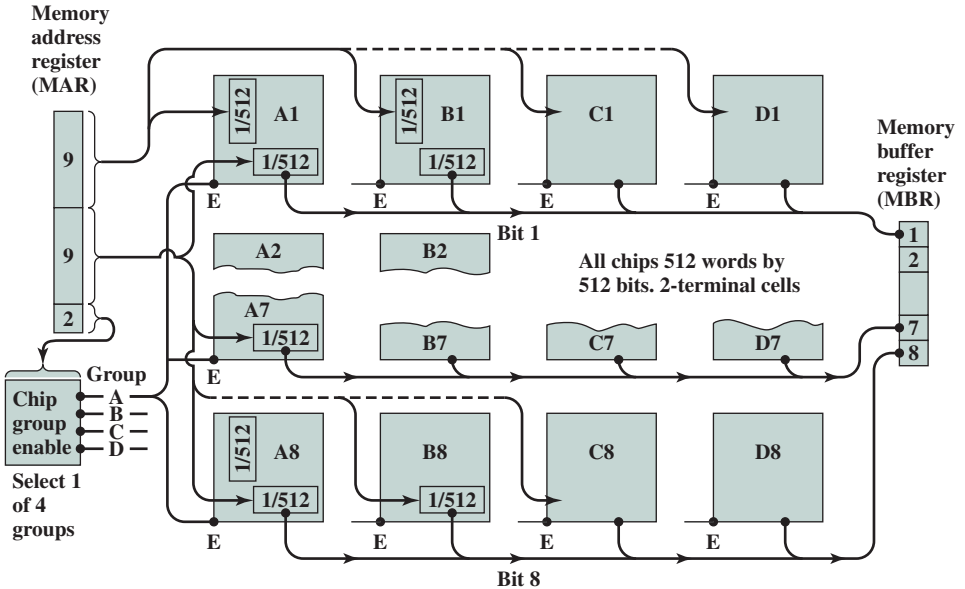 Memory
address
register
(MAR)
9
9
2
Chip
group
enable
Select 1
of 4
groups
Group
A
B
C
D
1/512
A1
1/512
E
1/512
B1
1/512
E
C1
E
D1
E
Bit 1
A2
B2
All chips 512 words by
512 bits. 2-terminal cells
A7
1/512
E
B7
C7
D7
1/512
A8
1/512
E
B8
1/512
E
C8
E
D8
E
Bit 8
Memory
buffer
register
(MBR)
1
2
7
8